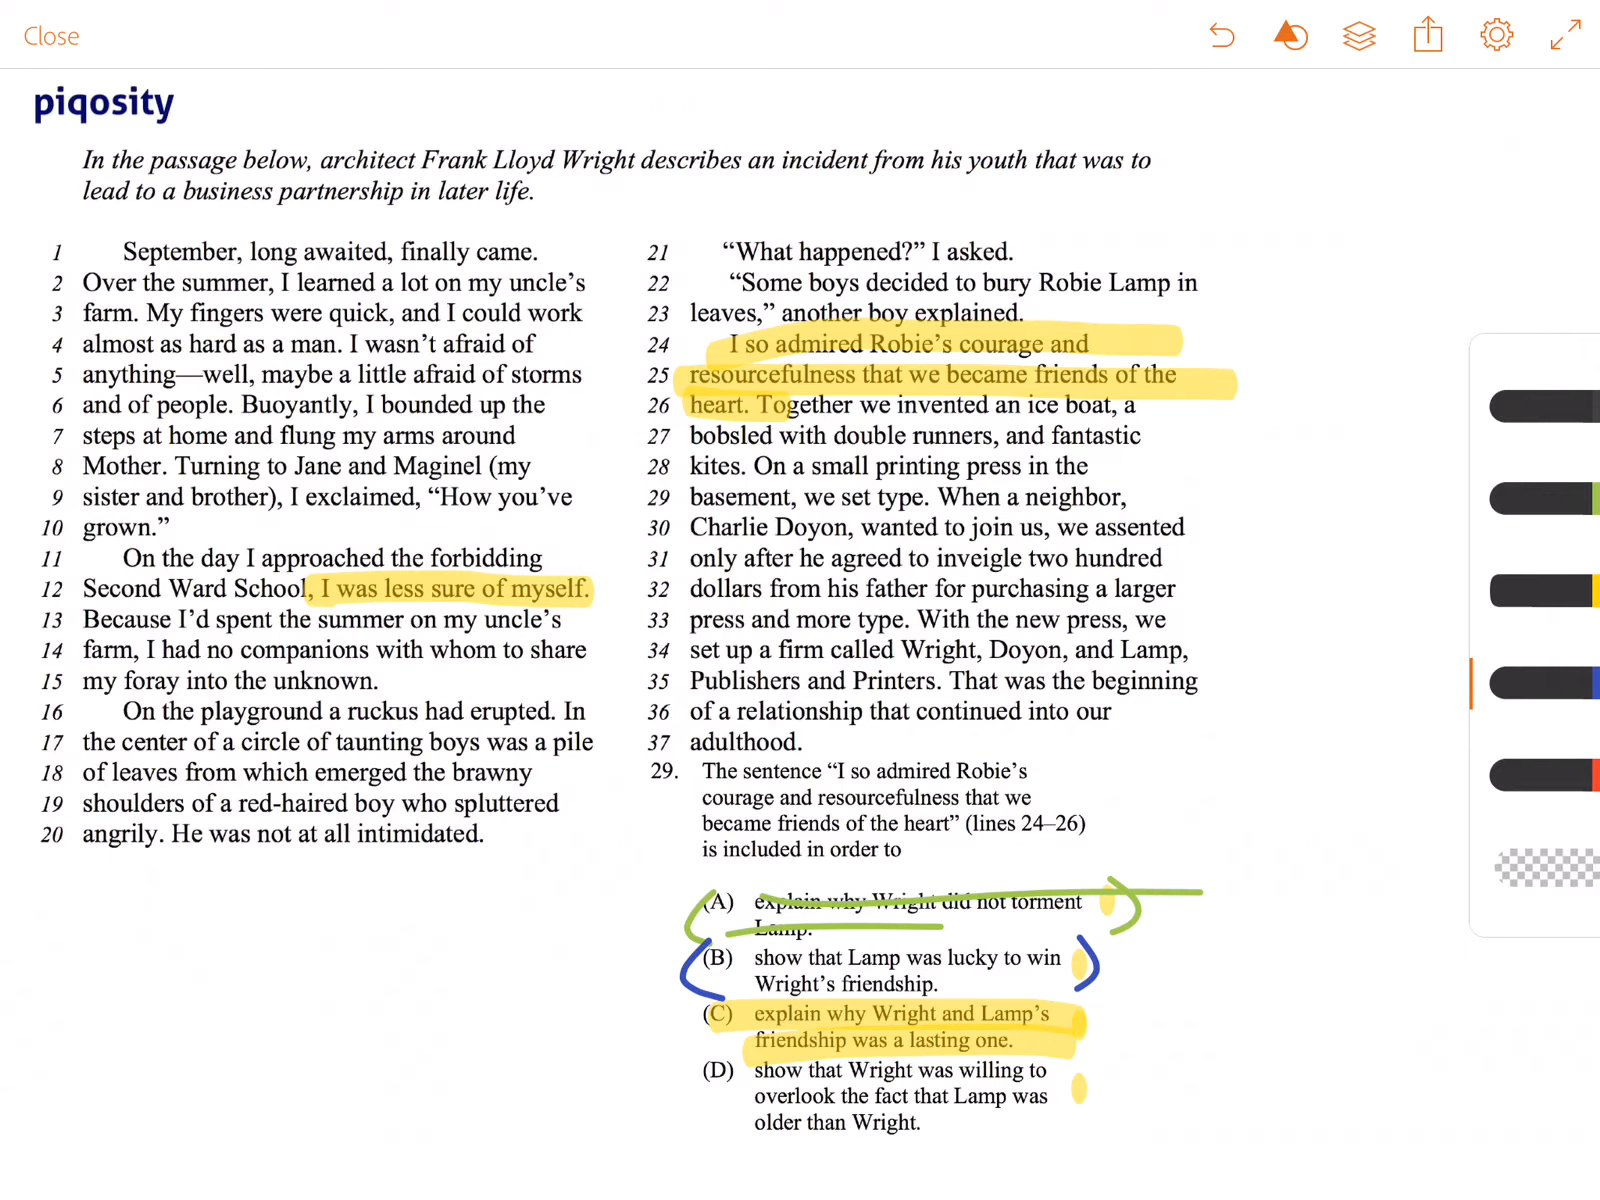 Close
piqosity
In the passage below, architect Frank Lloyd Wright describes an incident from his youth that was to
lead to a business partnership in later life.
1 September, long awaited, finally came.
2 Over the summer, I learned a lot on my uncle’s
3 farm. My fingers were quick, and I could work
4 almost as hard as a man. I wasn’t afraid of
5 anything—well, maybe a little afraid of storms
6 and of people. Buoyantly, I bounded up the
7 steps at home and flung my arms around
8 Mother. Turning to Jane and Maginel (my
9 sister and brother), I exclaimed, “How you’ve
10 grown.”
11 On the day I approached the forbidding
12 Second Ward School, I was less sure of myself.
13 Because I’d spent the summer on my uncle’s
14 farm, I had no companions with whom to share
15 my foray into the unknown.
16 On the playground a ruckus had erupted. In
17 the center of a circle of taunting boys was a pile
18 of leaves from which emerged the brawny
19 shoulders of a red-haired boy who spluttered
20 angrily. He was not at all intimidated.
21 “What happened?” I asked.
22 “Some boys decided to bury Robie Lamp in
23 leaves,” another boy explained.
24 I so admired Robie’s courage and
25 resourcefulness that we became friends of the
26 heart. Together we invented an ice boat, a
27 bobsled with double runners, and fantastic
28 kites. On a small printing press in the
29 basement, we set type. When a neighbor,
30 Charlie Doyon, wanted to join us, we assented
31 only after he agreed to inveigle two hundred
32 dollars from his father for purchasing a larger
33 press and more type. With the new press, we
34 set up a firm called Wright, Doyon, and Lamp,
35 Publishers and Printers. That was the beginning
36 of a relationship that continued into our
37 adulthood.
29. The sentence “I so admired Robie’s
courage and resourcefulness that we
became friends of the heart” (lines 24–26)
is included in order to
(A) explain why Wright did not torment
Lamp.
(B) show that Lamp was lucky to win
Wright’s friendship.
(C) explain why Wright and Lamp’s
friendship was a lasting one.
(D) show that Wright was willing to
overlook the fact that Lamp was
older than Wright.